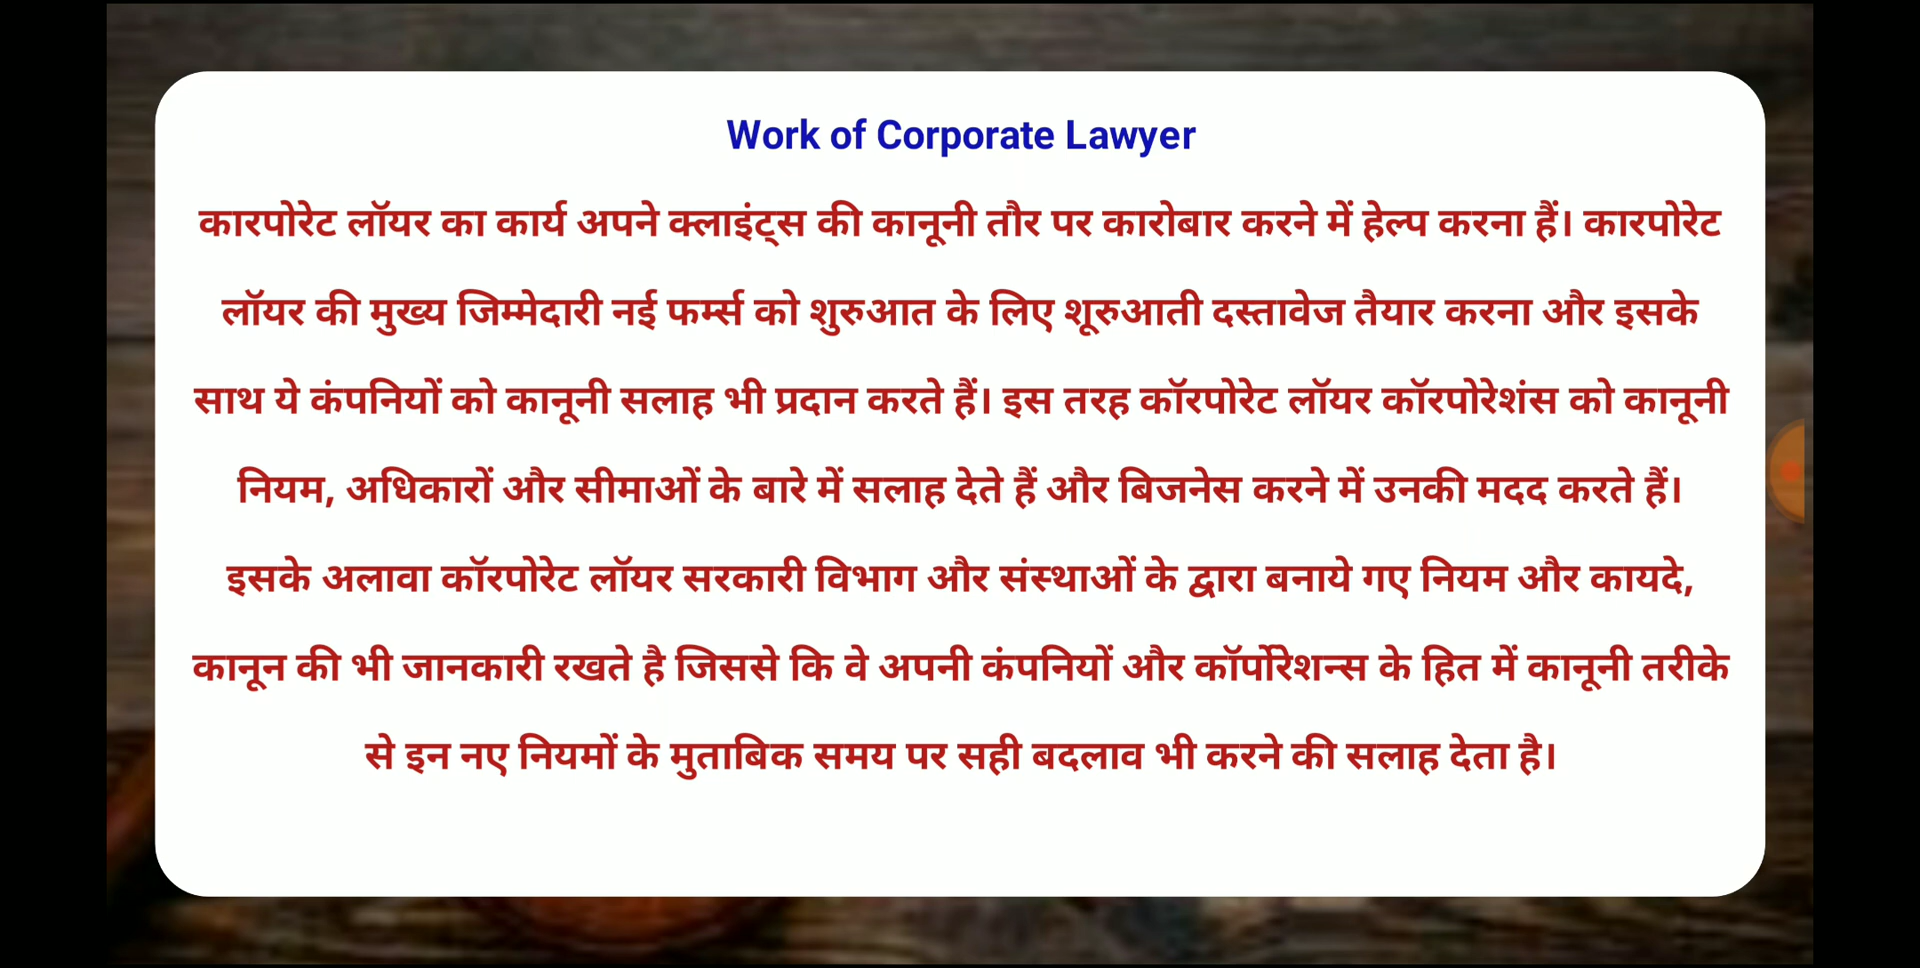 Work of Corporate Lawyer
कारपोरेट लॉयर का कार्य अपने क्लाइंट्स की कानूनी तौर पर कारोबार करने में हेल्प करना हैं। कारपोरेट
लॉयर की मुख्य जिम्मेदारी नई फर्म्स को शुरुआत के लिए शूरुआती दस्तावेज तैयार करना और इसके
साथ ये कंपनियों को कानूनी सलाह भी प्रदान करते हैं। इस तरह कॉरपोरेट लॉयर कॉरपोरेशंस को कानूनी
नियम, अधिकारों और सीमाओं के बारे में सलाह देते हैं और बिजनेस करने में उनकी मदद करते हैं।
इसके अलावा कॉरपोरेट लॉयर सरकारी विभाग और संस्थाओं के द्वारा बनाये गए नियम और कायदे,
कानून की भी जानकारी रखते है जिससे कि वे अपनी कंपनियों और कॉर्पोरेशन्स के हित में कानूनी तरीके
से इन नए नियमों के मुताबिक समय पर सही बदलाव भी करने की सलाह देता है।